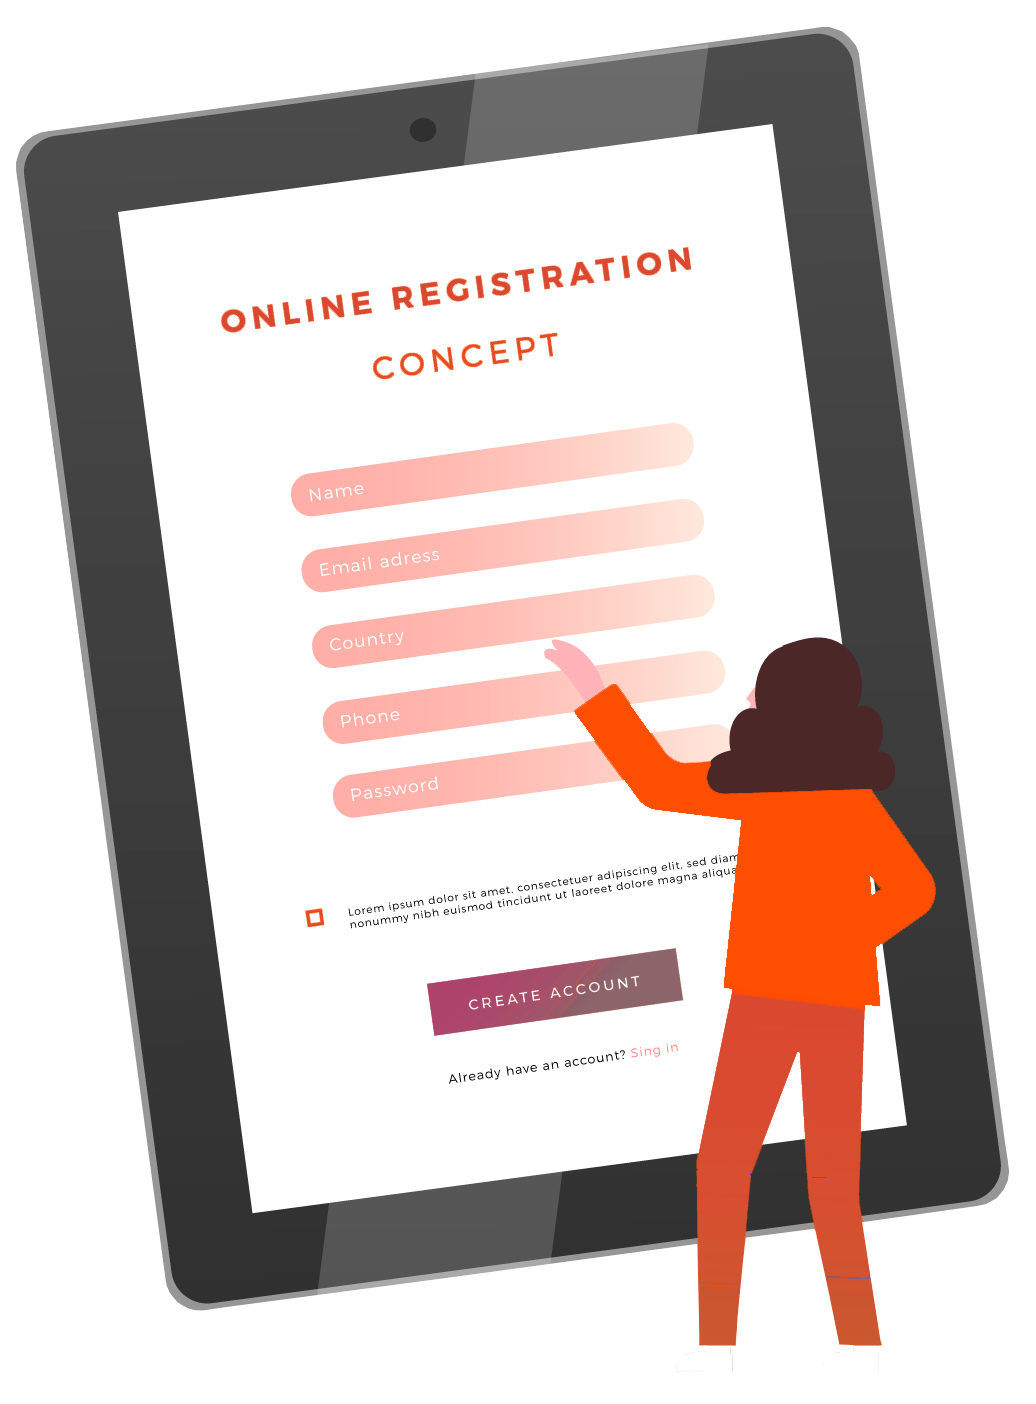 ONLINE REGISTRATION
CONCEPT
Name
Email adress
Country
Phone
Password
Lorem ipsum dolor sit amet, consectetuer adipiscing elit, sed diam
nonummy nibh euismod tincidunt ut laoreet dolore magna aliqua
CREATE ACCOUNT
Already have an account? Sing in